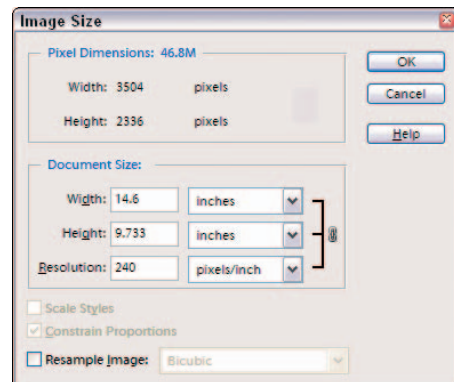 Image Size
Pixel Dimensions: 46.8M
OK
Width: 3504 pixels
Cancel
Height: 2336 pixels
Help
Document Size:
Width: 14.6 inches
Height: 9.733 inches
Resolution: 240 pixels/inch
Scale Styles
Constrain Proportions
Resample Image: Bicubic